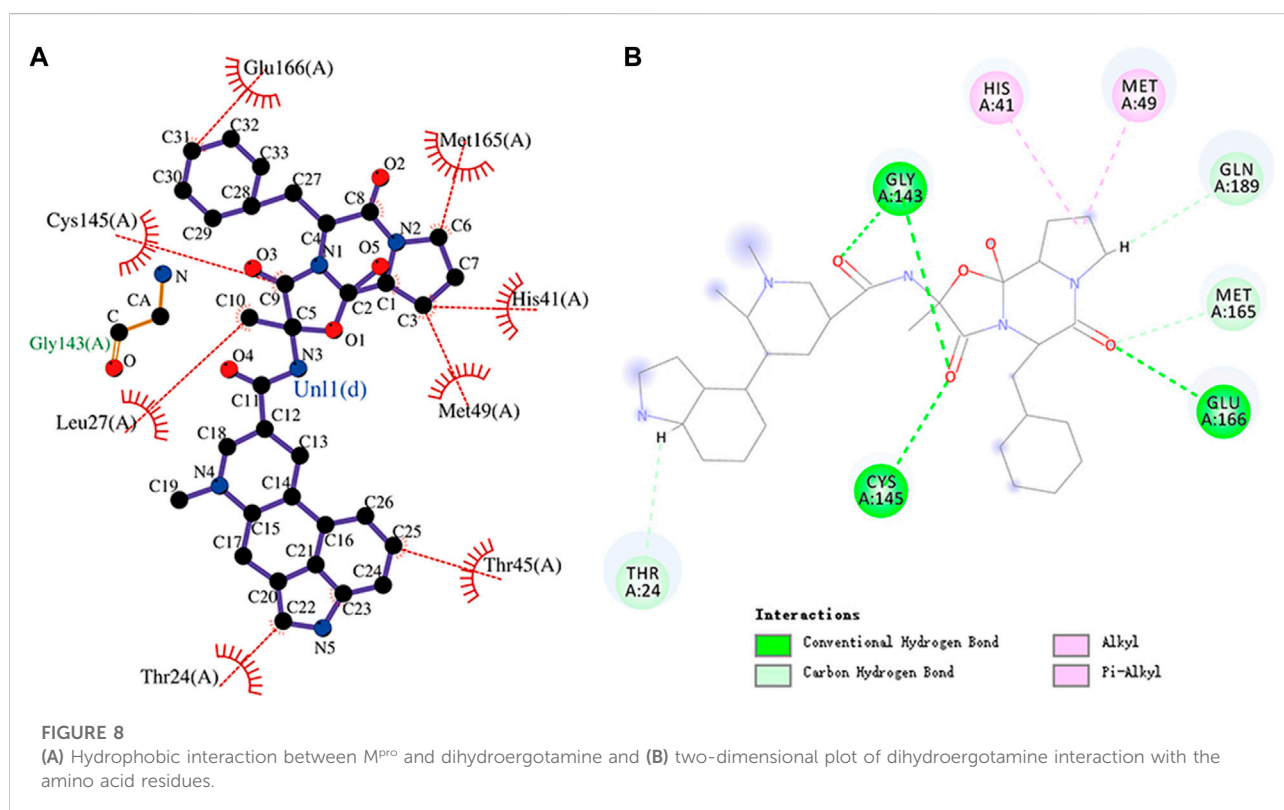 A
Glu166(A)
C31
C32
C33
C30
C28
C29
C27
Met165(A)
O2
C8
C4
N2
C6
Cys145(A)
O3
N1
O5
C7
N
CA
C10
C9
C2
C1
C3
His41(A)
C
C5
O1
Gly143(A)
O
O4
N3
Unl1(d)
Met49(A)
Leu27(A)
C11
C12
C18
C13
N4
C19
C14
C15
C26
C17
C21
C16
C25
Thr45(A)
C20
C24
C22
C23
N5
Thr24(A)
B
HIS
A:41
MET
A:49
GLY
A:143
GLN
A:189
O
N
O
O
H
N
N
N
MET
A:165
O
O
N
H
GLU
A:166
CYS
A:145
THR
A:24
Interactions
Conventional Hydrogen Bond
Carbon Hydrogen Bond
Alkyl
Pi-Alkyl
FIGURE 8
(A) Hydrophobic interaction between Mᵖʳᵒ and dihydroergotamine and (B) two-dimensional plot of dihydroergotamine interaction with the
amino acid residues.